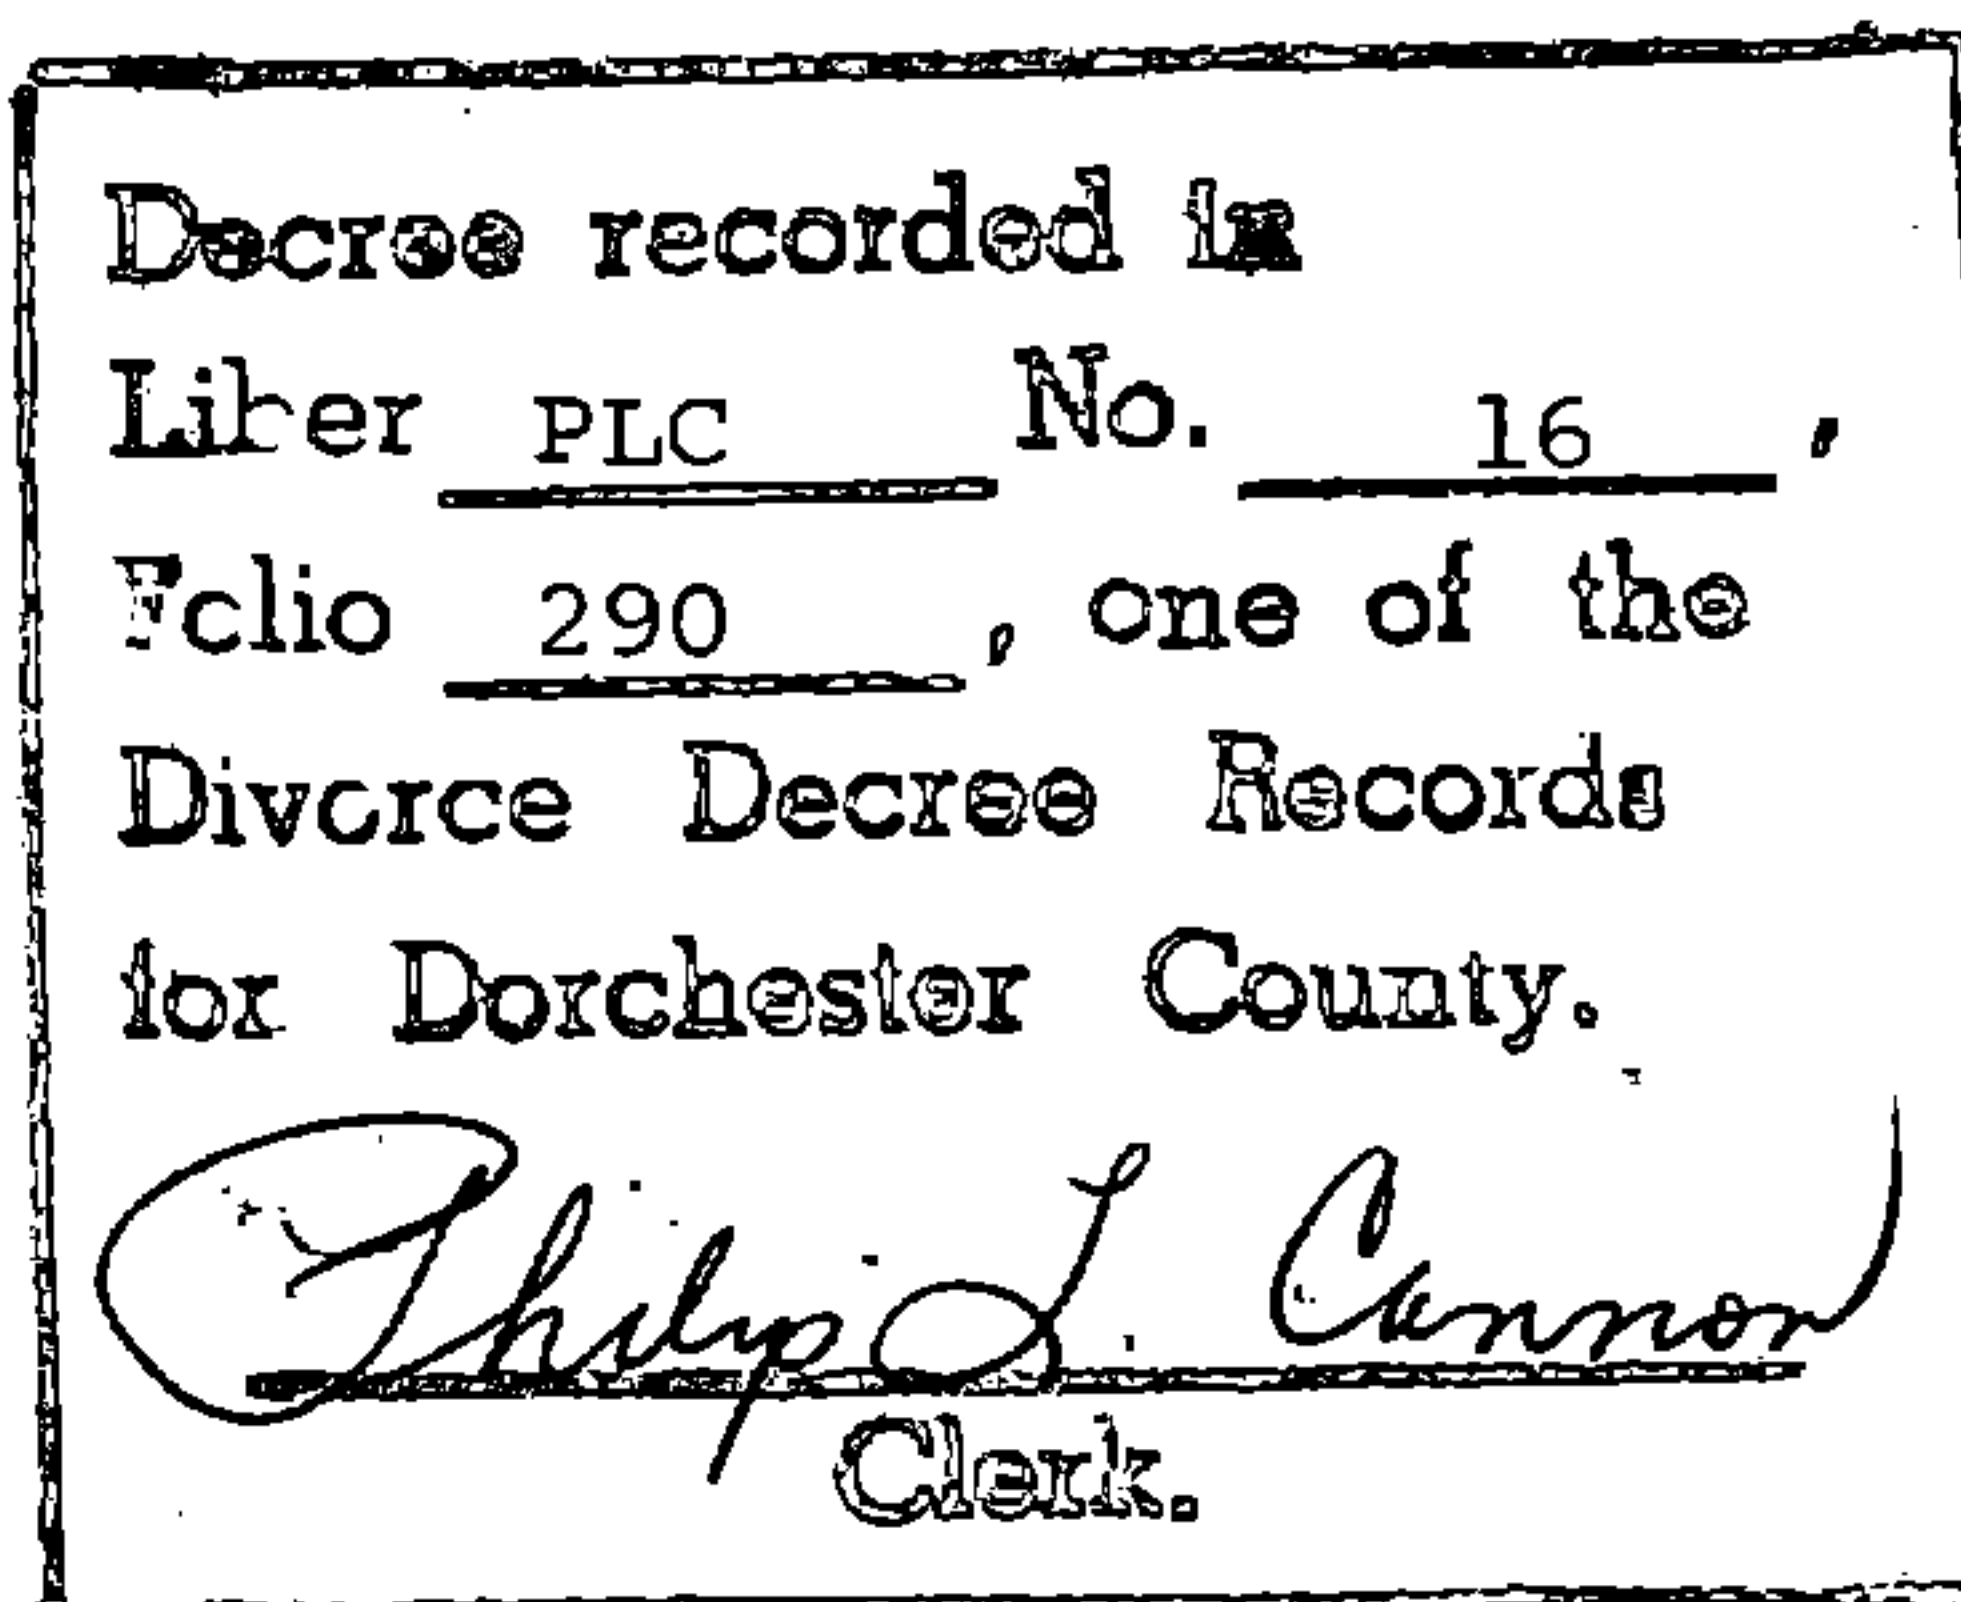 Decree recorded in
Liber PLC No. 16,
Folio 290, one of the
Divorce Decree Records
for Dorchester County.
Philip L. Cannon
Clerk.